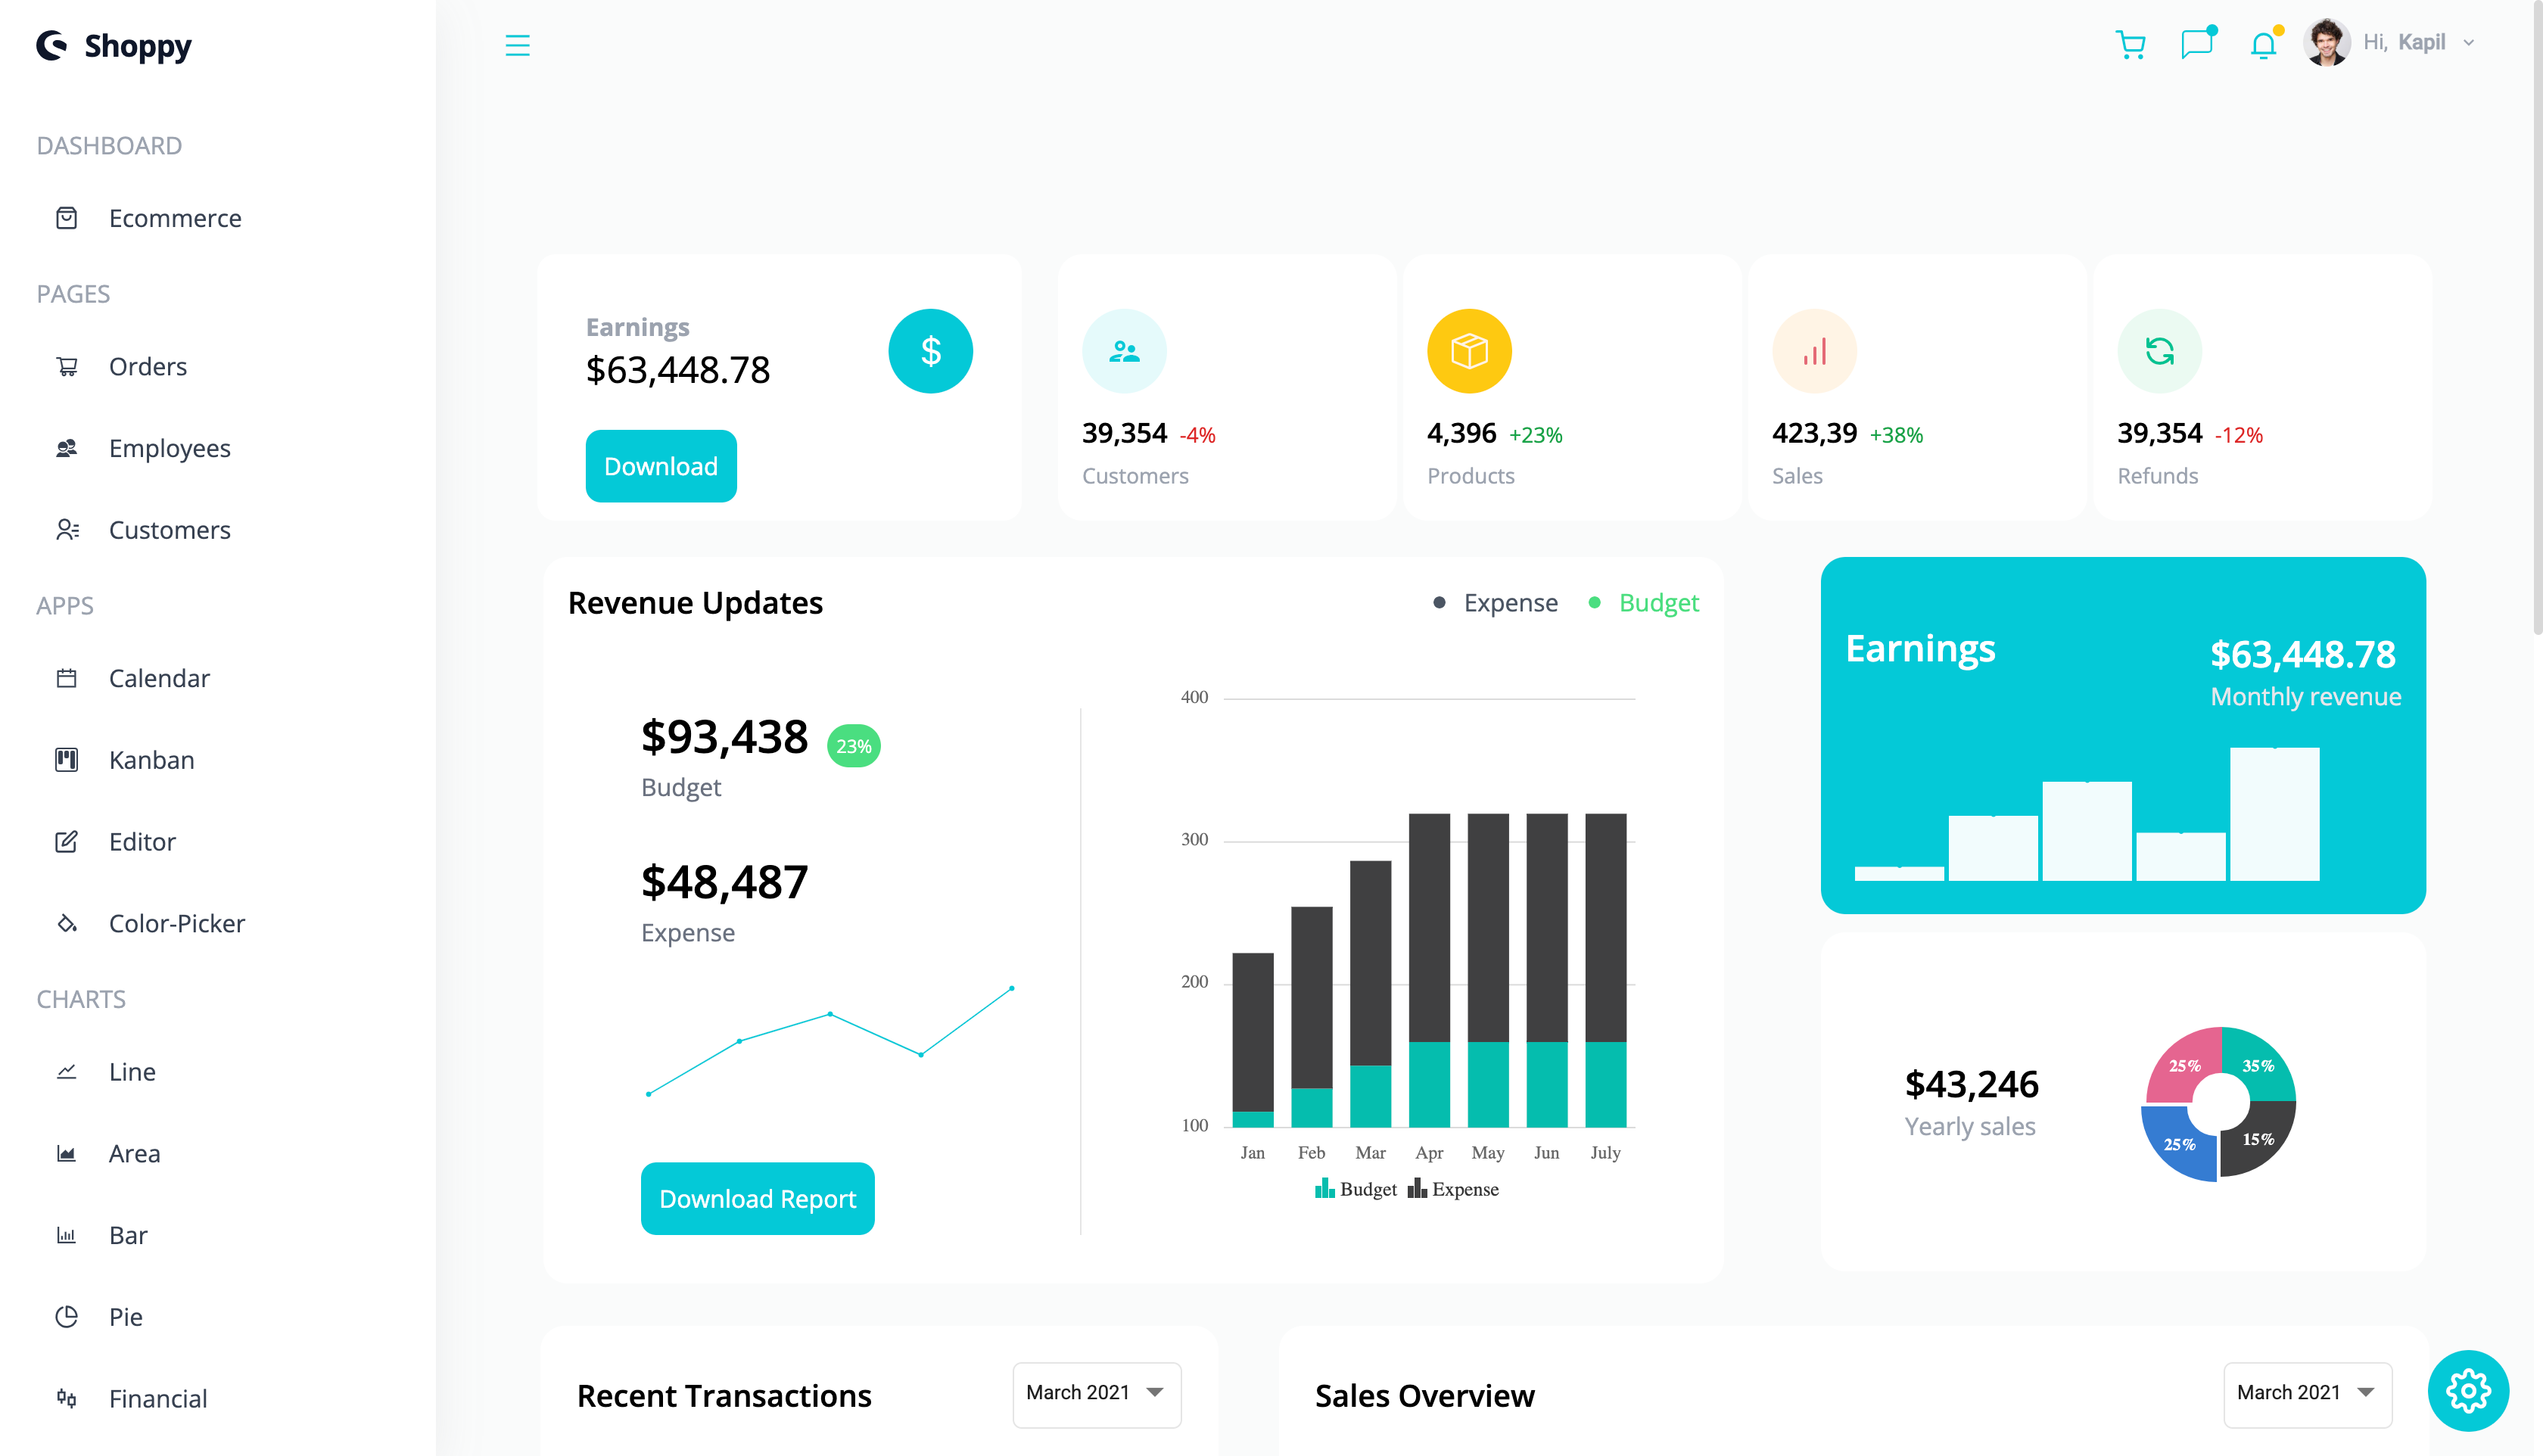 Shoppy
Hi, Kapil
DASHBOARD
Ecommerce
PAGES
Orders
Employees
Customers
APPS
Calendar
Kanban
Editor
Color-Picker
CHARTS
Line
Area
Bar
Pie
Financial
Earnings
$63,448.78
$
Download
39,354 -4%
Customers
4,396 +23%
Products
423,39 +38%
Sales
39,354 -12%
Refunds
Revenue Updates
Expense Budget
$93,438 23%
Budget
$48,487
Expense
Download Report
400
300
200
100
Jan Feb Mar Apr May Jun July
Budget Expense
Earnings
$63,448.78
Monthly revenue
$43,246
Yearly sales
25% 35%
25% 15%
Recent Transactions
March 2021
Sales Overview
March 2021